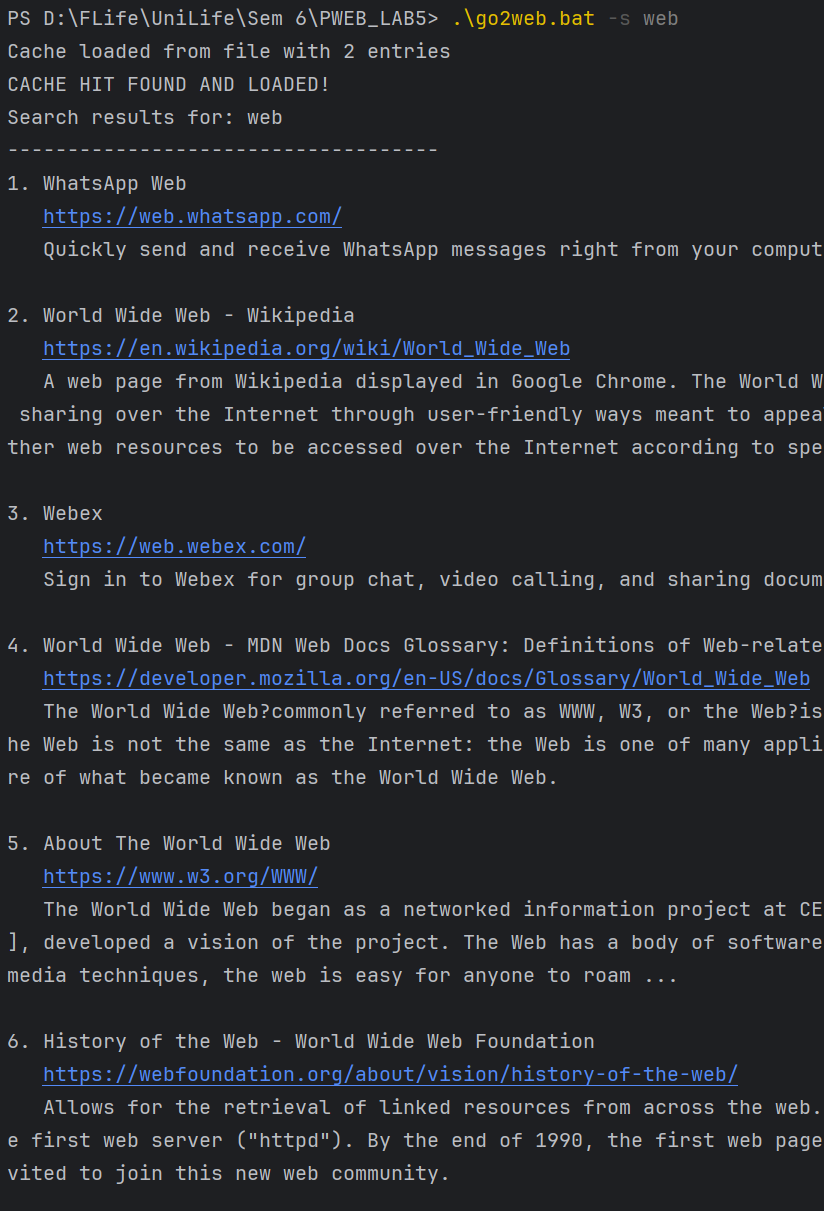 PS D:\FLife\UniLife\Sem 6\PWEB_LAB5> .\go2web.bat -s web
Cache loaded from file with 2 entries
CACHE HIT FOUND AND LOADED!
Search results for: web
------------------------------------
1. WhatsApp Web
https://web.whatsapp.com/
Quickly send and receive WhatsApp messages right from your comput
2. World Wide Web - Wikipedia
https://en.wikipedia.org/wiki/World_Wide_Web
A web page from Wikipedia displayed in Google Chrome. The World W
sharing over the Internet through user-friendly ways meant to appea
ther web resources to be accessed over the Internet according to spe
3. Webex
https://web.webex.com/
Sign in to Webex for group chat, video calling, and sharing docum
4. World Wide Web - MDN Web Docs Glossary: Definitions of Web-relate
https://developer.mozilla.org/en-US/docs/Glossary/World_Wide_Web
The World Wide Web?commonly referred to as WWW, W3, or the Web?is
he Web is not the same as the Internet: the Web is one of many appli
re of what became known as the World Wide Web.
5. About The World Wide Web
https://www.w3.org/WWW/
The World Wide Web began as a networked information project at CE
], developed a vision of the project. The Web has a body of software
media techniques, the web is easy for anyone to roam ...
6. History of the Web - World Wide Web Foundation
https://webfoundation.org/about/vision/history-of-the-web/
Allows for the retrieval of linked resources from across the web.
e first web server ("httpd"). By the end of 1990, the first web page
vited to join this new web community.